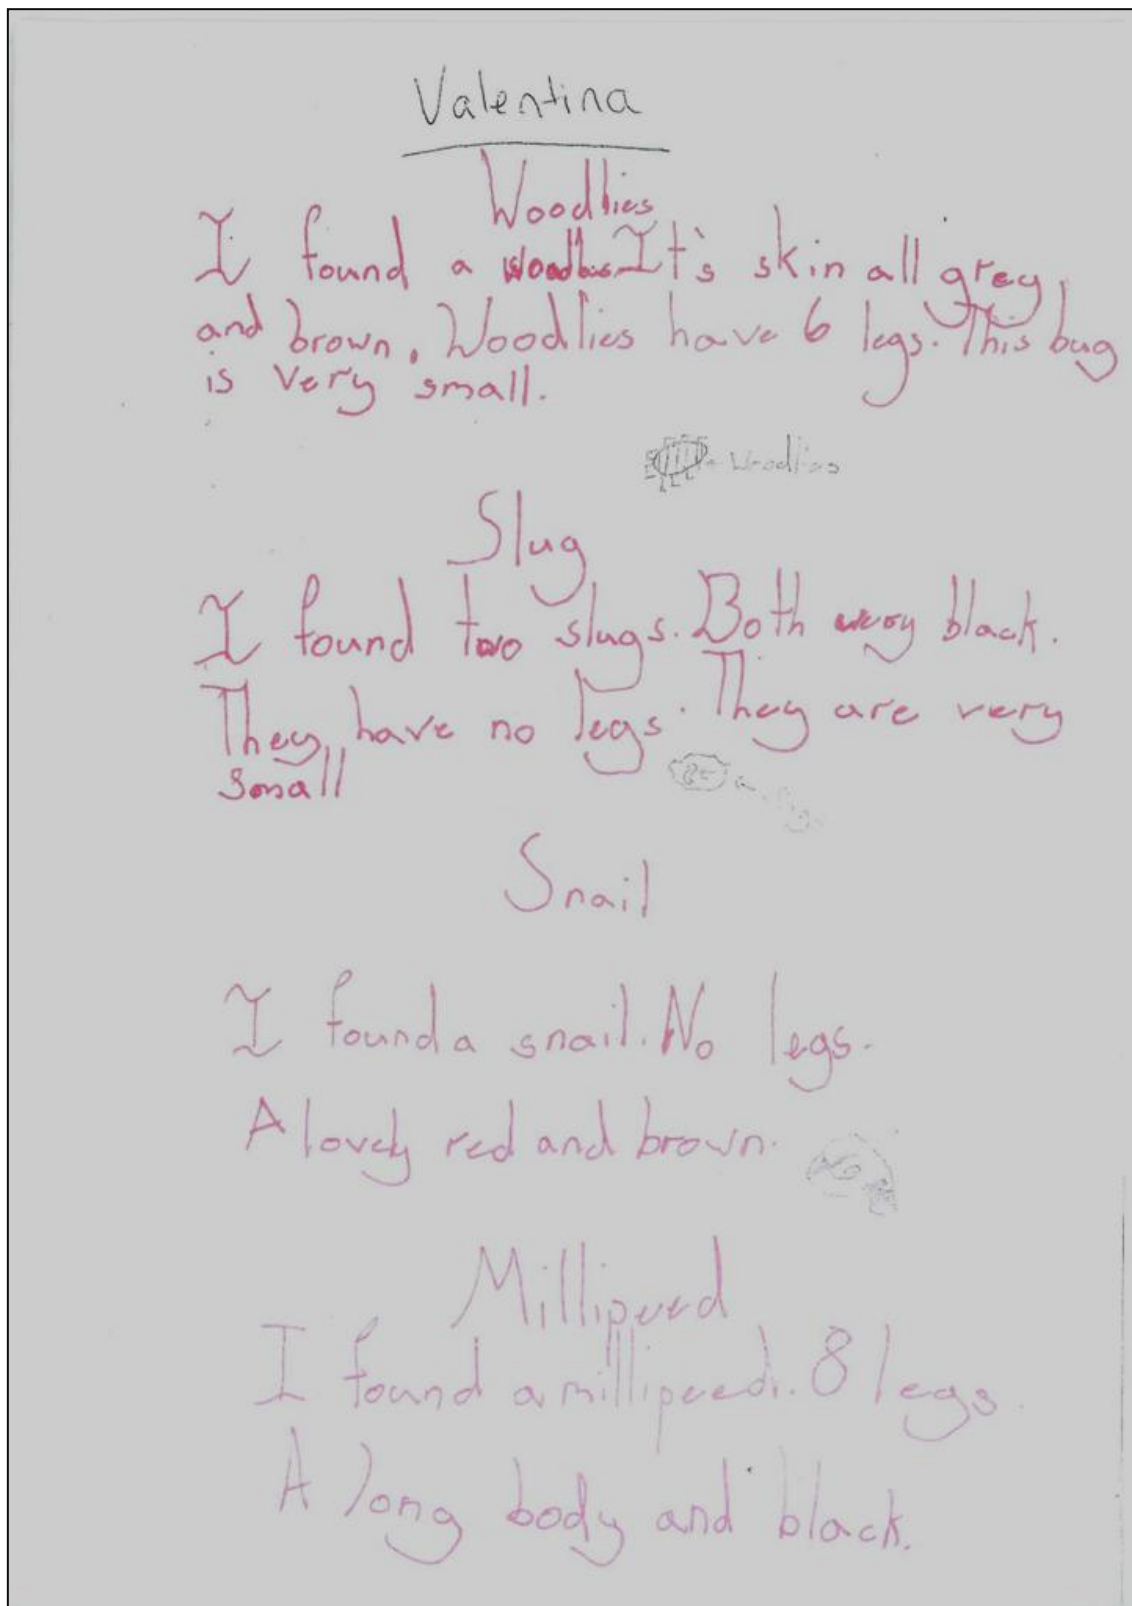 Valentina
Woodlies
I found a woodlies It's skin all grey
and brown. Woodlies have 6 legs. This bug
is very small.
Woodlies
Slug
I found two slugs. Both very black.
They have no legs. They are very
small
Snail
I found a snail. No legs.
A lovely red and brown.
Millipeed
I found a millipeed. 8 legs.
A long body and black.